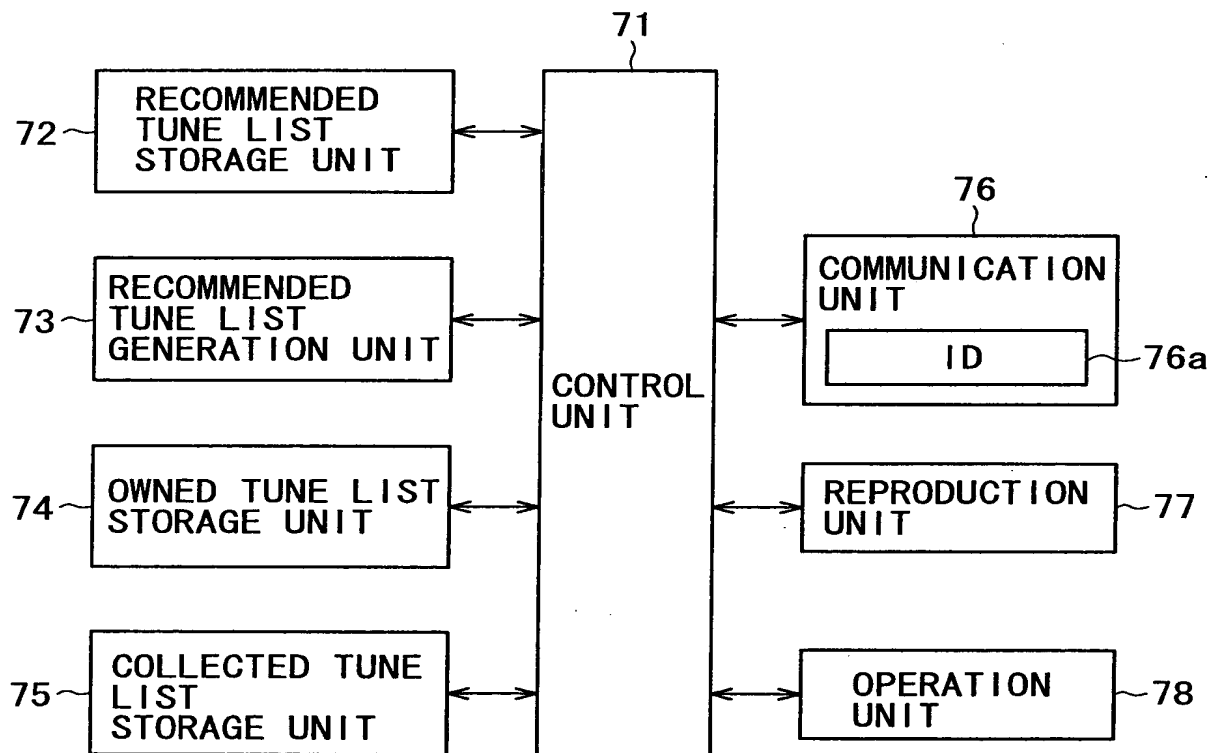 71
72
RECOMMENDED
TUNE LIST
STORAGE UNIT
73
RECOMMENDED
TUNE LIST
GENERATION UNIT
74
OWNED TUNE LIST
STORAGE UNIT
75
COLLECTED TUNE
LIST
STORAGE UNIT
CONTROL
UNIT
76
COMMUNICATION
UNIT
ID
76a
REPRODUCTION
UNIT
77
OPERATION
UNIT
78